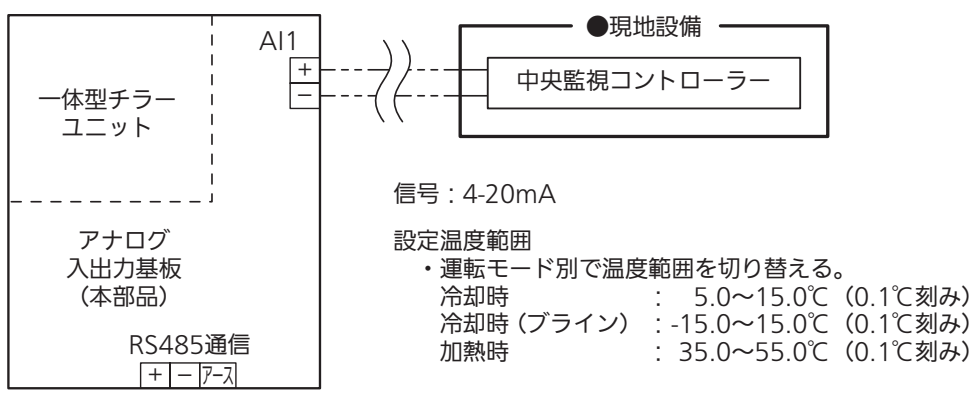 AI1
+
−
一体型チラー
ユニット
アナログ
入出力基板
（本部品）
RS485通信
+ − アース
●現地設備
中央監視コントローラー
信号：4-20mA
設定温度範囲
・運転モード別で温度範囲を切り替える。
冷却時 ： 5.0～15.0℃（0.1℃刻み）
冷却時（ブライン）：-15.0～15.0℃（0.1℃刻み）
加熱時 ： 35.0～55.0℃（0.1℃刻み）